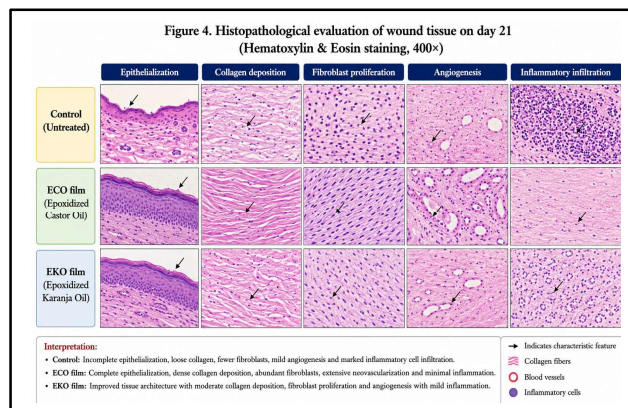 Figure 4. Histopathological evaluation of wound tissue on day 21
(Hematoxylin & Eosin staining, 400×)
Epithelialization
Collagen deposition
Fibroblast proliferation
Angiogenesis
Inflammatory infiltration
Control
(Untreated)
ECO film
(Epoxidized
Castor Oil)
EKO film
(Epoxidized
Karanja Oil)
Interpretation:
• Control: Incomplete epithelialization, loose collagen, fewer fibroblasts, mild angiogenesis and marked inflammatory cell infiltration.
• ECO film: Complete epithelialization, dense collagen deposition, abundant fibroblasts, extensive neovascularization and minimal inflammation.
• EKO film: Improved tissue architecture with moderate collagen deposition, fibroblast proliferation and angiogenesis with mild inflammation.
Indicates characteristic feature
Collagen fibers
Blood vessels
Inflammatory cells